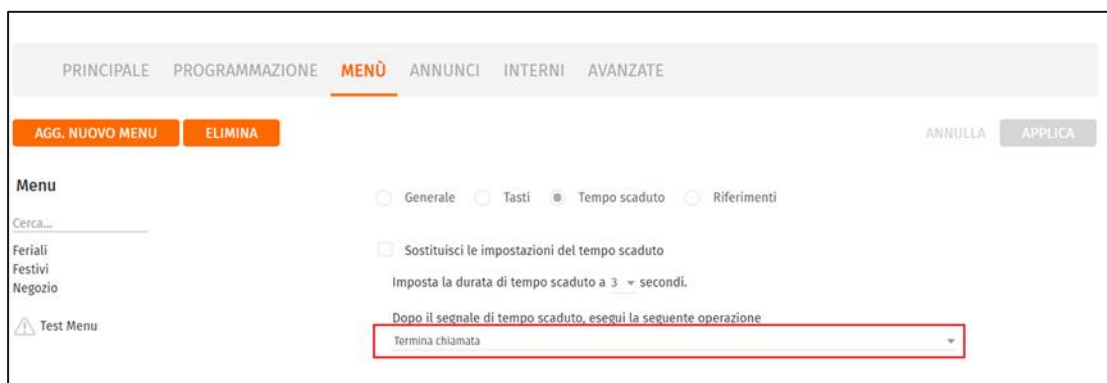 PRINCIPALE PROGRAMMAZIONE MENÙ ANNUNCI INTERNI AVANZATE
AGG. NUOVO MENU ELIMINA ANNULLA APPLICA
Menu
Generale Tasti Tempo scaduto Riferimenti
Cerca...
Feriali
Sostituisci le impostazioni del tempo scaduto
Festivi
Negozio
Imposta la durata di tempo scaduto a 3 secondi.
Test Menu
Dopo il segnale di tempo scaduto, esegui la seguente operazione
Termina chiamata